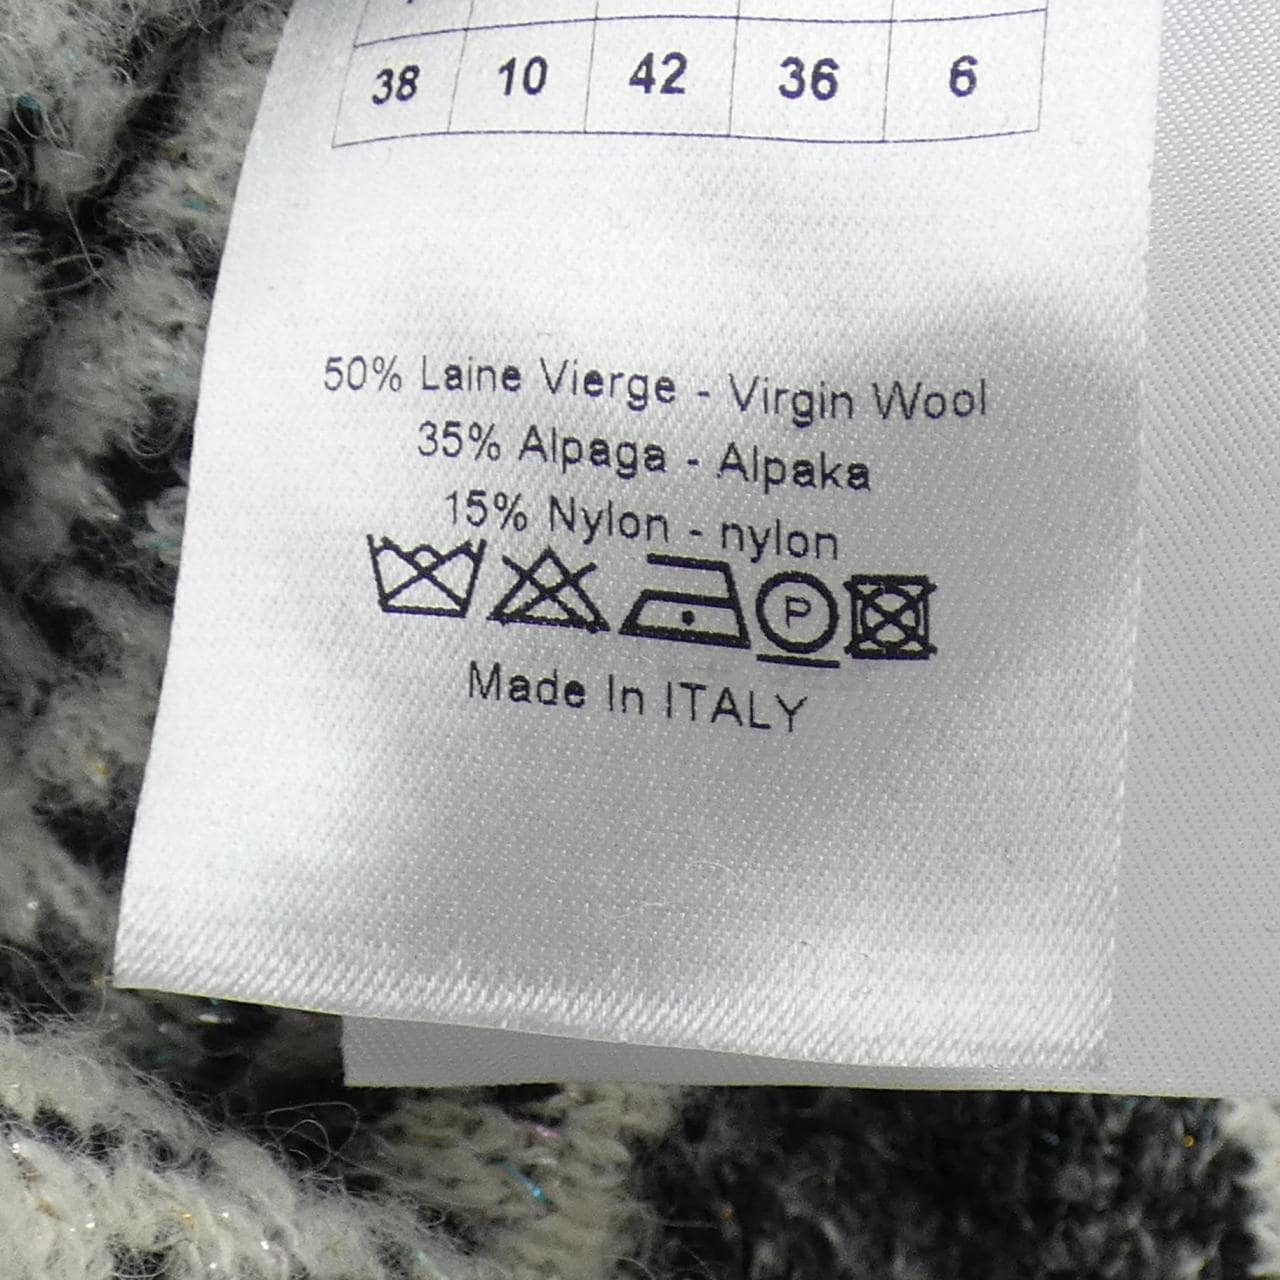 38 10 42 36 6
50% Laine Vierge - Virgin Wool
35% Alpaga - Alpaka
15% Nylon - nylon
P
Made In ITALY